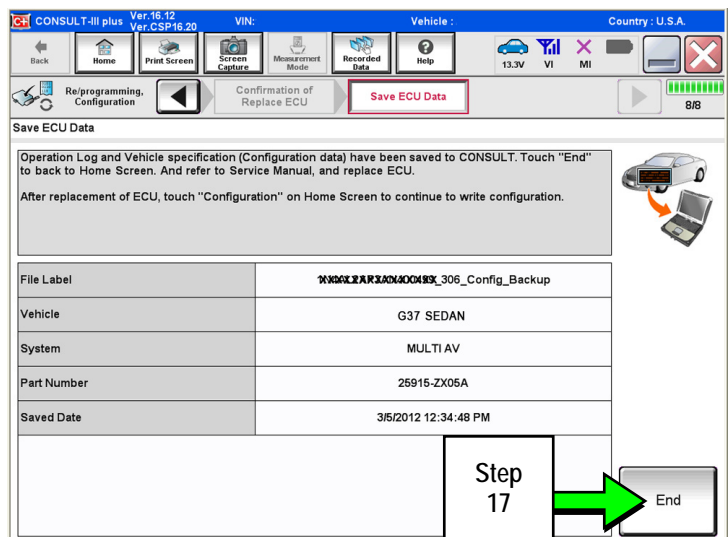 CONSULT-III plus Ver.16.12 VIN: Vehicle : Country : U.S.A.
Ver.CSP16.20
Back Home Print Screen Screen Capture Measurement Mode Recorded Data Help 13.3V VI MI
Re/programming, Configuration Confirmation of Replace ECU Save ECU Data 8/8
Save ECU Data
Operation Log and Vehicle specification (Configuration data) have been saved to CONSULT. Touch "End"
to back to Home Screen. And refer to Service Manual, and replace ECU.
After replacement of ECU, touch "Configuration" on Home Screen to continue to write configuration.
File Label _306_Config_Backup
Vehicle G37 SEDAN
System MULTI AV
Part Number 25915-ZX05A
Saved Date 3/5/2012 12:34:48 PM
Step
17
End